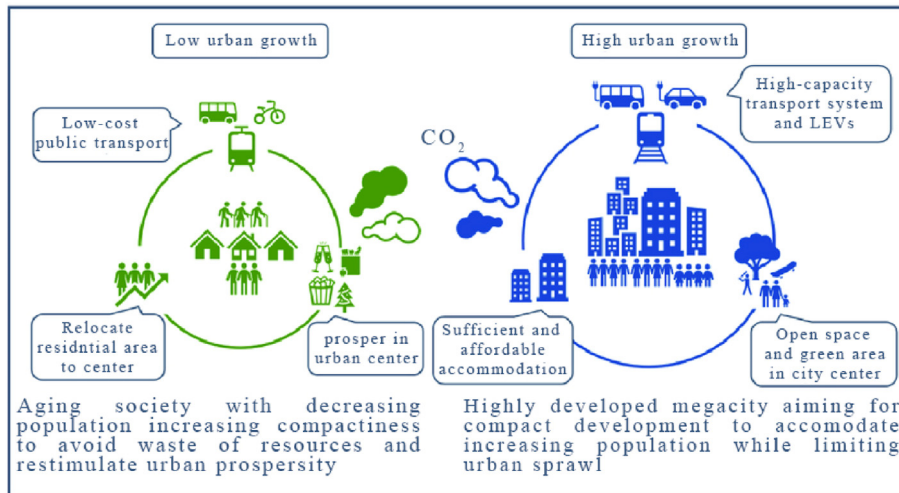 Low urban growth
High urban growth
Low-cost
public transport
High-capacity
transport system
and LEVs
CO2
Relocate
residntial area
to center
prosper in
urban center
Sufficient and
affordable
accommodation
Open space
and green area
in city center
Aging society with decreasing
population increasing compactiness
to avoid waste of resources and
restimulate urban prospersity
Highly developed megacity aiming for
compact development to accomodate
increasing population while limiting
urban sprawl